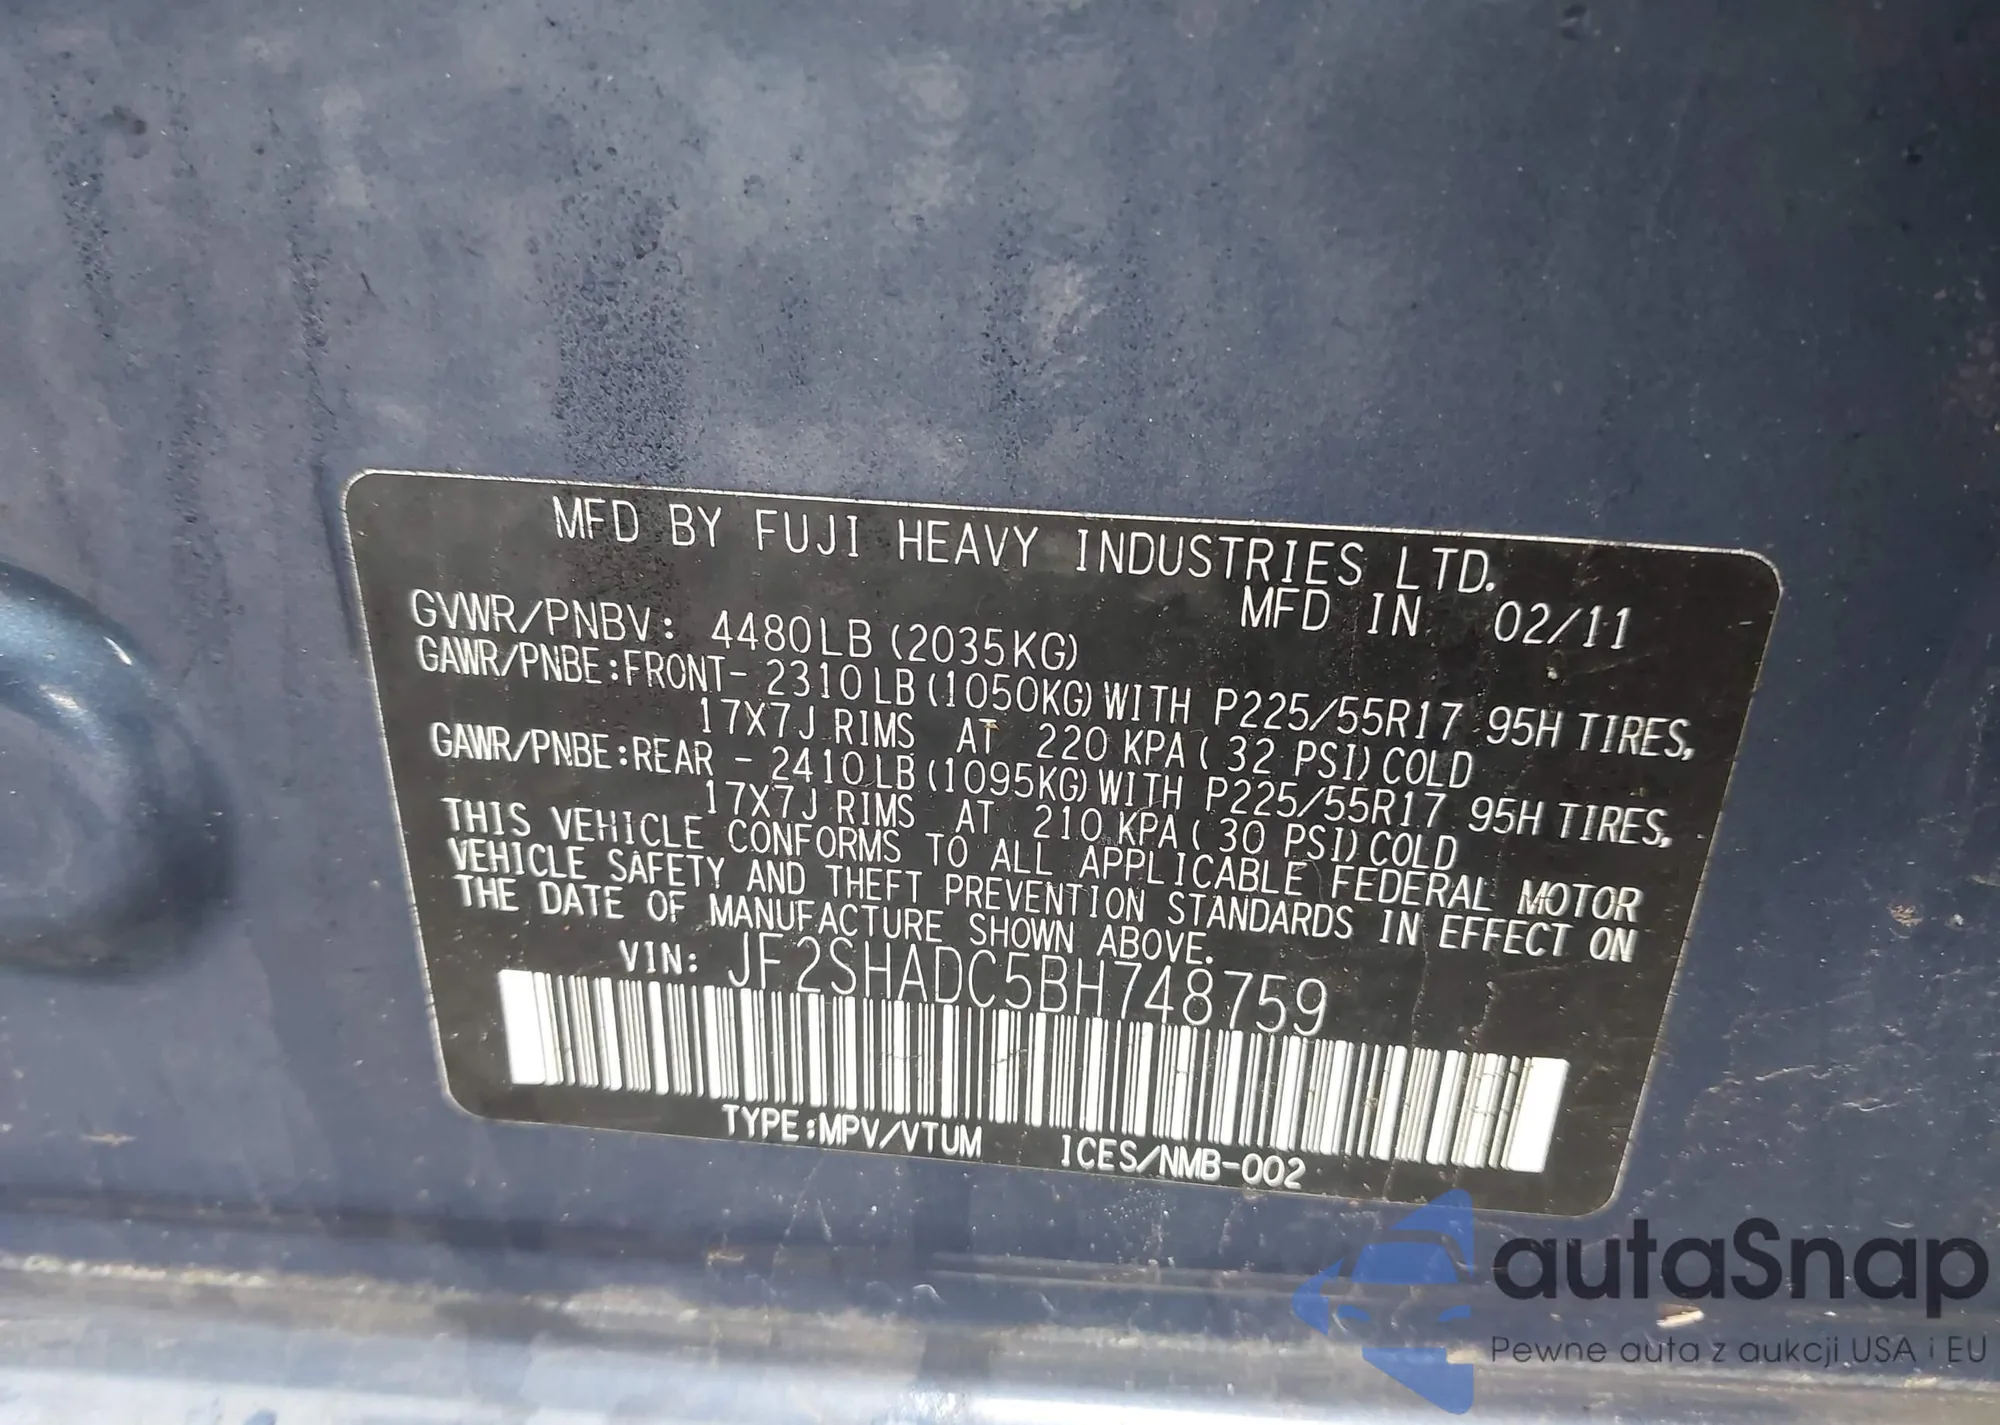 MFD BY FUJI HEAVY INDUSTRIES LTD.
MFD IN 02/11
GVWR/PNBV: 4480LB (2035KG)
GAWR/PNBE:FRONT- 2310LB(1050KG)WITH P225/55R17 95H TIRES,
17X7J RIMS AT 220 KPA( 32 PSI)COLD
GAWR/PNBE:REAR - 2410LB(1095KG)WITH P225/55R17 95H TIRES,
17X7J RIMS AT 210 KPA( 30 PSI)COLD
THIS VEHICLE CONFORMS TO ALL APPLICABLE FEDERAL MOTOR
VEHICLE SAFETY AND THEFT PREVENTION STANDARDS IN EFFECT ON
THE DATE OF MANUFACTURE SHOWN ABOVE.
VIN: JF2SHADC5BH748759
TYPE:MPV/VTUM ICES/NMB-002
autaSnap
Pewne auta z aukcji USA i EU